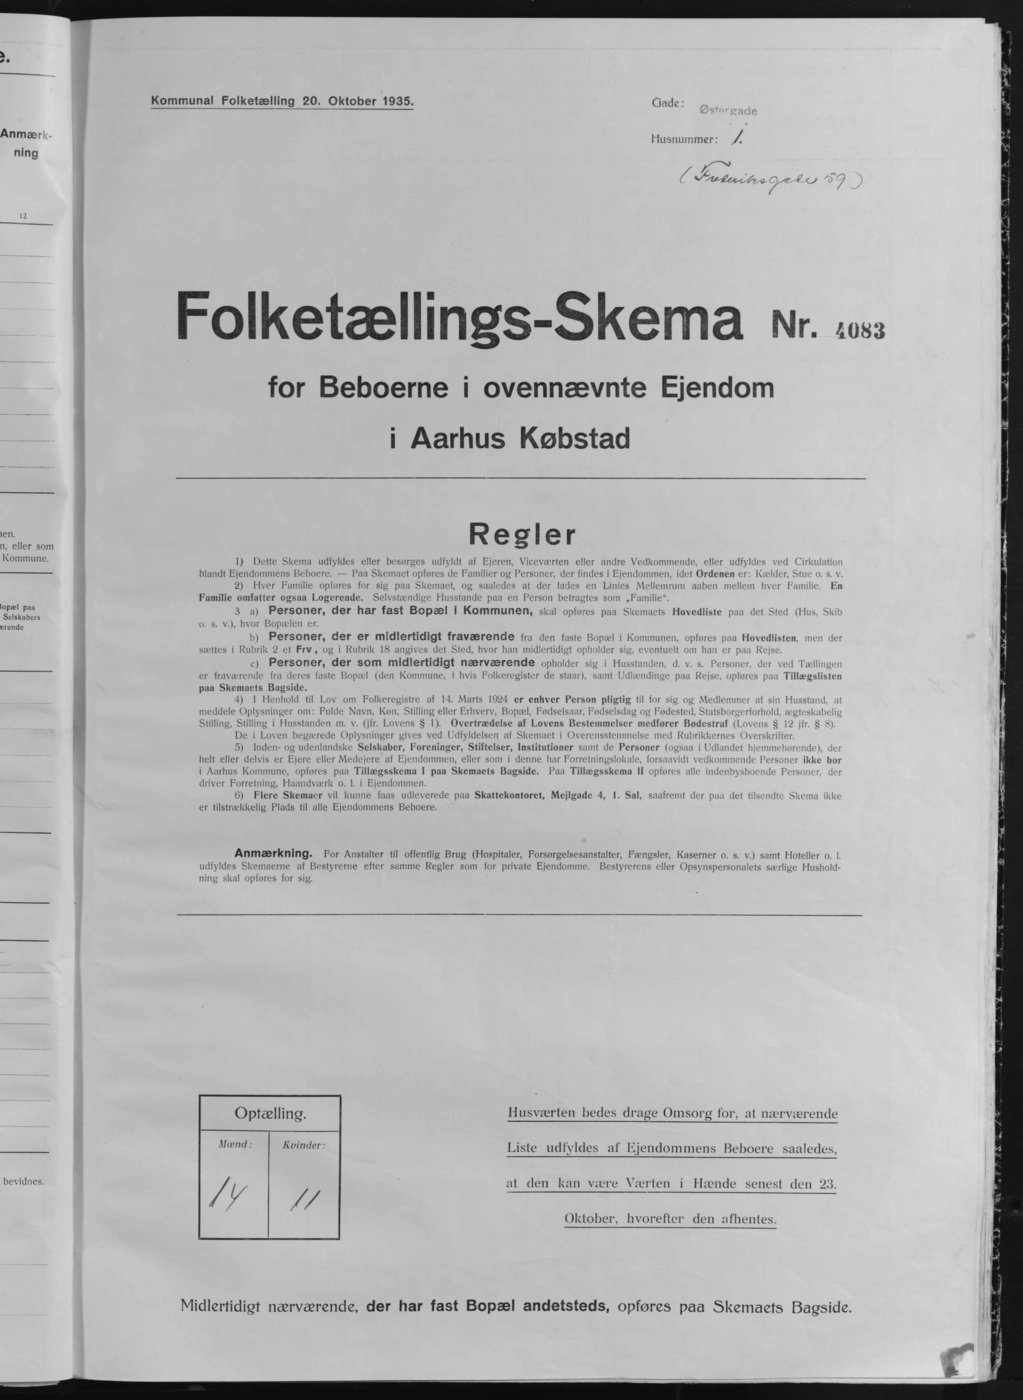 e.
Anmærk-
ning
12
nen.
n, eller som
Kommune.
Bopæl paa
Selskabers
ærende
bevidnes.
Kommunal Folketælling 20. Oktober 1935.
Gade: Østergade
Husnummer: 1.
(Frederiksgade 59)
Folketællings-Skema Nr. 4083
for Beboerne i ovennævnte Ejendom
i Aarhus Købstad
Regler
1) Dette Skema udfyldes eller besørges udfyldt af Ejeren, Viceværten eller andre Vedkommende, eller udfyldes ved Cirkulation
blandt Ejendommens Beboere. — Paa Skemaet opføres de Familier og Personer, der findes i Ejendommen, idet Ordenen er: Kælder, Stue o. s. v.
2) Hver Familie opføres for sig paa Skemaet, og saaledes at der lades en Linies Mellemrum aaben mellem hver Familie. En
Familie omfatter ogsaa Logerende. Selvstændige Husstande paa en Person betragtes som „Familie“.
3 a) Personer, der har fast Bopæl i Kommunen, skal opføres paa Skemaets Hovedliste paa det Sted (Hus, Skib
o. s. v.), hvor Bopælen er.
b) Personer, der er midlertidigt fraværende fra den faste Bopæl i Kommunen, opføres paa Hovedlisten, men der
sættes i Rubrik 2 et Frv., og i Rubrik 18 angives det Sted, hvor han midlertidigt opholder sig, eventuelt om han er paa Rejse.
c) Personer, der som midlertidigt nærværende opholder sig i Husstanden, d. v. s. Personer, der ved Tællingen
er fraværende fra deres faste Bopæl (den Kommune, i hvis Folkeregister de staar), samt Udlændinge paa Rejse, opføres paa Tillægslisten
paa Skemaets Bagside.
4) I Henhold til Lov om Folkeregistre af 14. Marts 1924 er enhver Person pligtig til for sig og Medlemmer af sin Husstand, at
meddele Oplysninger om: Fulde Navn, Køn, Stilling eller Erhverv, Bopæl, Fødselsaar, Fødselsdag og Fødested, Statsborgerforhold, ægteskabelig
Stilling, Stilling i Husstanden m. v. (jfr. Lovens § 1). Overtrædelse af Lovens Bestemmelser medfører Bødestraf (Lovens § 12 jfr. § 8).
De i Loven begærede Oplysninger gives ved Udfyldelsen af Skemaet i Overensstemmelse med Rubrikkernes Overskrifter.
5) Inden- og udenlandske Selskaber, Foreninger, Stiftelser, Institutioner samt de Personer (ogsaa i Udlandet hjemmehørende), der
helt eller delvis er Ejere eller Medejere af Ejendommen, eller som i denne har Forretningslokale, forsaavidt vedkommende Personer ikke bor
i Aarhus Kommune, opføres paa Tillægsskema I paa Skemaets Bagside. Paa Tillægsskema II opføres alle indenbysboende Personer, der
driver Forretning, Haandværk o. l. i Ejendommen.
6) Flere Skemaer vil kunne faas udleverede paa Skattekontoret, Mejlgade 4, 1. Sal, saafremt der paa det tilsendte Skema ikke
er tilstrækkelig Plads til alle Ejendommens Beboere.
Anmærkning. For Anstalter til offentlig Brug (Hospitaler, Forsørgelsesanstalter, Fængsler, Kaserner o. s. v.) samt Hoteller o. l.
udfyldes Skemaerne af Bestyrerne efter samme Regler som for private Ejendomme. Bestyrerens eller Opsynspersonalets særlige Hushold-
ning skal opføres for sig.
Optælling.
Mænd: Kvinder:
14 11
Husværten bedes drage Omsorg for, at nærværende
Liste udfyldes af Ejendommens Beboere saaledes,
at den kan være Værten i Hænde senest den 23.
Oktober, hvorefter den afhentes.
Midlertidigt nærværende, der har fast Bopæl andetsteds, opføres paa Skemaets Bagside.